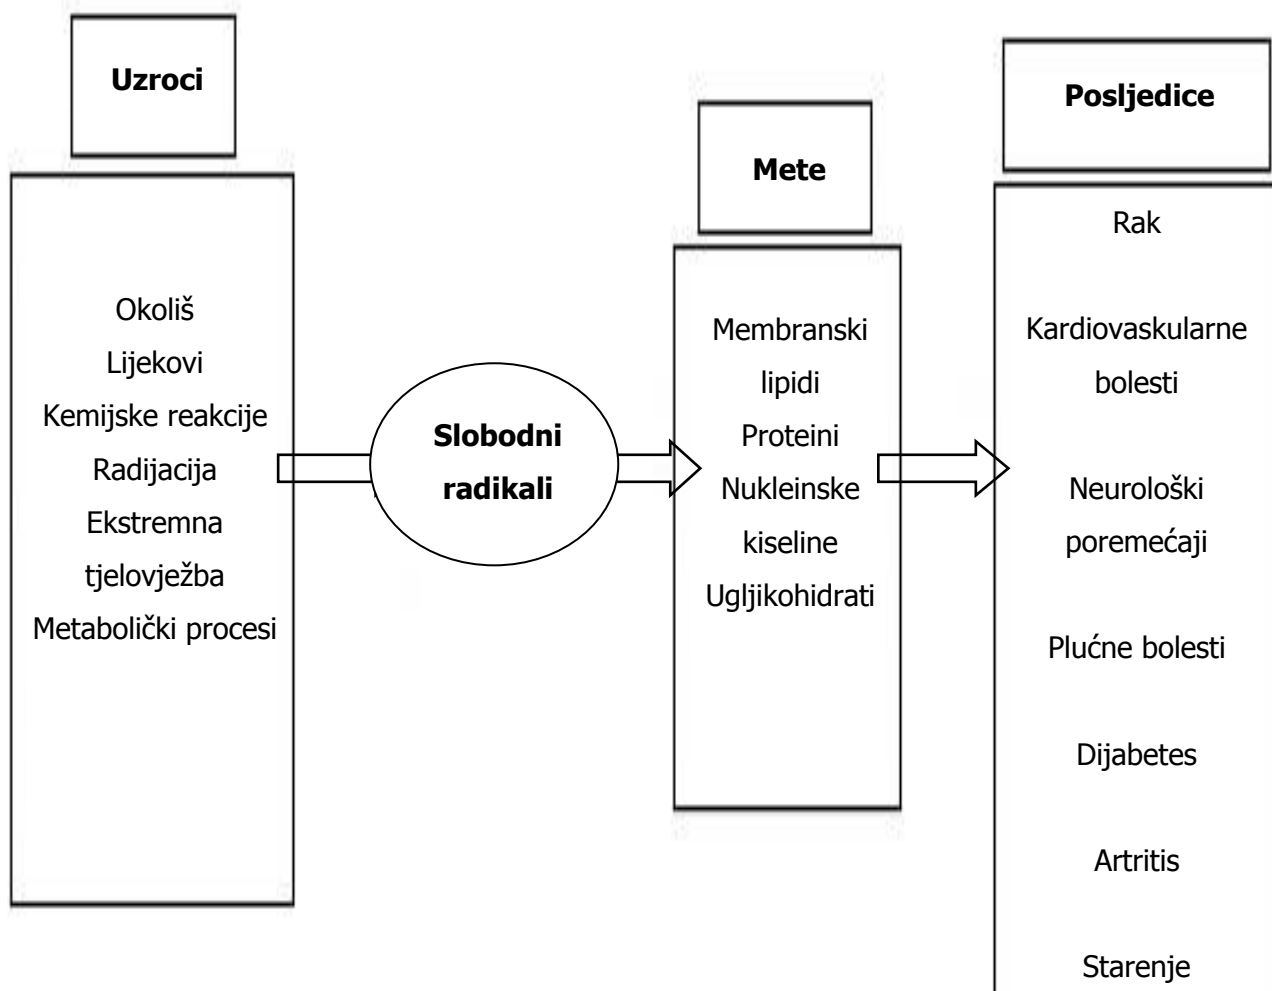 Uzroci
Okoliš
Lijekovi
Kemijske reakcije
Radijacija
Ekstremna
tjelovježba
Metabolički procesi
Slobodni
radikali
Mete
Membranski
lipidi
Proteini
Nukleinske
kiseline
Ugljikohidrati
Posljedice
Rak
Kardiovaskularne
bolesti
Neurološki
poremećaji
Plućne bolesti
Dijabetes
Artritis
Starenje